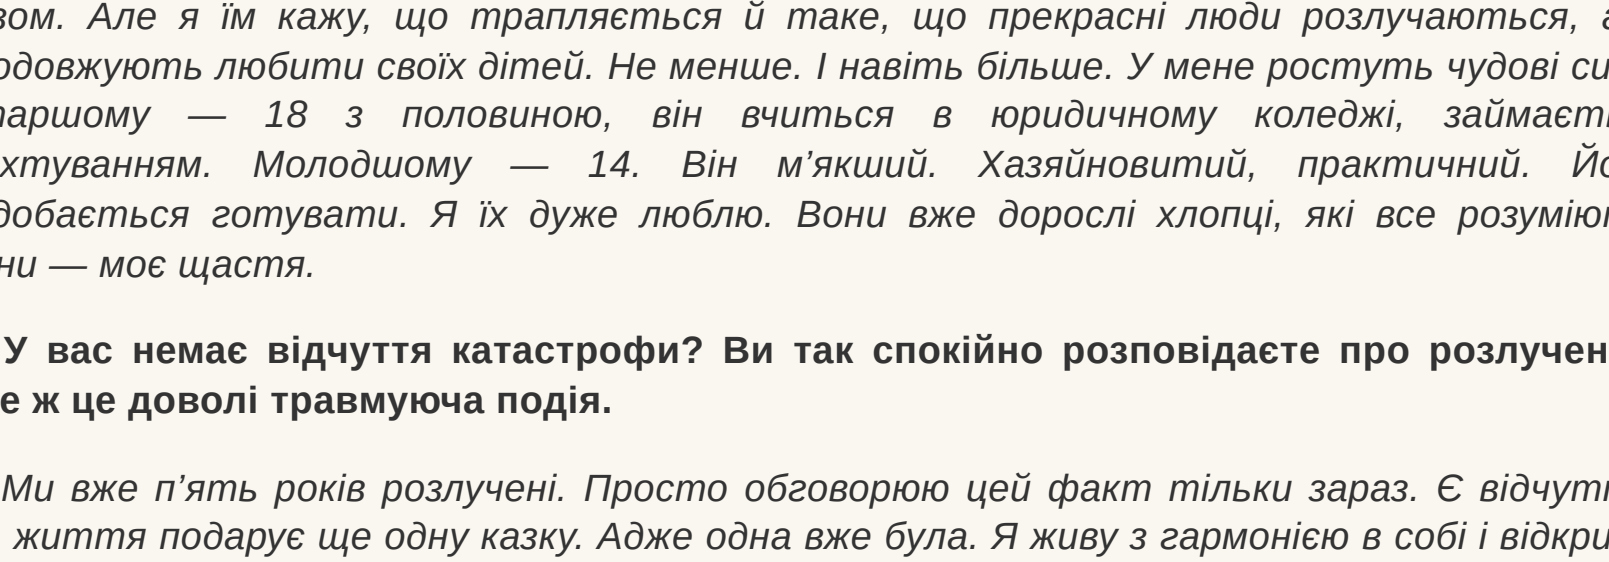 зом. Але я їм кажу, що трапляється й таке, що прекрасні люди розлучаються, а
одовжують любити своїх дітей. Не менше. І навіть більше. У мене ростуть чудові си
таршому — 18 з половиною, він вчиться в юридичному коледжі, займаєть
хтуванням. Молодшому — 14. Він м’якший. Хазяйновитий, практичний. Йо
добається готувати. Я їх дуже люблю. Вони вже дорослі хлопці, які все розуміют
ни — моє щастя.
У вас немає відчуття катастрофи? Ви так спокійно розповідаєте про розлучен
е ж це доволі травмуюча подія.
Ми вже п’ять років розлучені. Просто обговорюю цей факт тільки зараз. Є відчутт
життя подарує ще одну казку. Адже одна вже була. Я живу з гармонією в собі і відкри